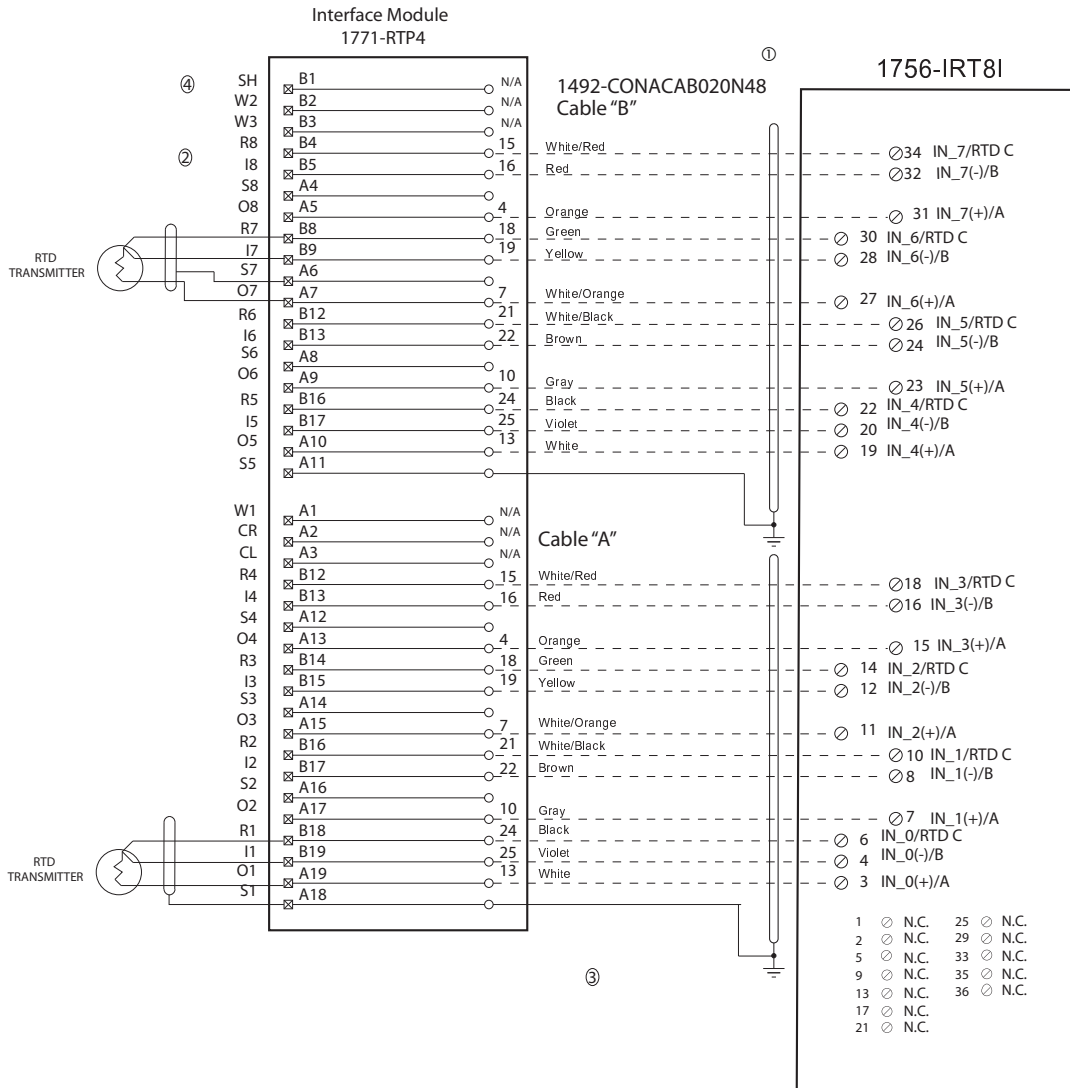 Interface Module
1771-RTP4
1756-IRT8I
1492-CONACAB020N48
Cable "B"
①
④
②
SH B1 N/A
W2 B2 N/A
W3 B3 N/A
R8 B4 15 White/Red 34 IN_7/RTD C
I8 B5 16 Red 32 IN_7(-)/B
S8 A4
O8 A5 4 Orange 31 IN_7(+)/A
R7 B8 18 Green 30 IN_6/RTD C
I7 B9 19 Yellow 28 IN_6(-)/B
RTD
TRANSMITTER
S7 A6
O7 A7 7 White/Orange 27 IN_6(+)/A
R6 B12 21 White/Black 26 IN_5/RTD C
I6 B13 22 Brown 24 IN_5(-)/B
S6 A8
O6 A9 10 Gray 23 IN_5(+)/A
R5 B16 24 Black 22 IN_4/RTD C
I5 B17 25 Violet 20 IN_4(-)/B
O5 A10 13 White 19 IN_4(+)/A
S5 A11
W1 A1 N/A
CR A2 N/A
CL A3 N/A
Cable "A"
R4 B12 15 White/Red 18 IN_3/RTD C
I4 B13 16 Red 16 IN_3(-)/B
S4 A12
O4 A13 4 Orange 15 IN_3(+)/A
R3 B14 18 Green 14 IN_2/RTD C
I3 B15 19 Yellow 12 IN_2(-)/B
S3 A14
O3 A15 7 White/Orange 11 IN_2(+)/A
R2 B16 21 White/Black 10 IN_1/RTD C
I2 B17 22 Brown 8 IN_1(-)/B
S2 A16
O2 A17 10 Gray 7 IN_1(+)/A
R1 B18 24 Black 6 IN_0/RTD C
I1 B19 25 Violet 4 IN_0(-)/B
RTD
TRANSMITTER
O1 A19 13 White 3 IN_0(+)/A
S1 A18
③
1 N.C. 25 N.C.
2 N.C. 29 N.C.
5 N.C. 33 N.C.
9 N.C. 35 N.C.
13 N.C. 36 N.C.
17 N.C.
21 N.C.